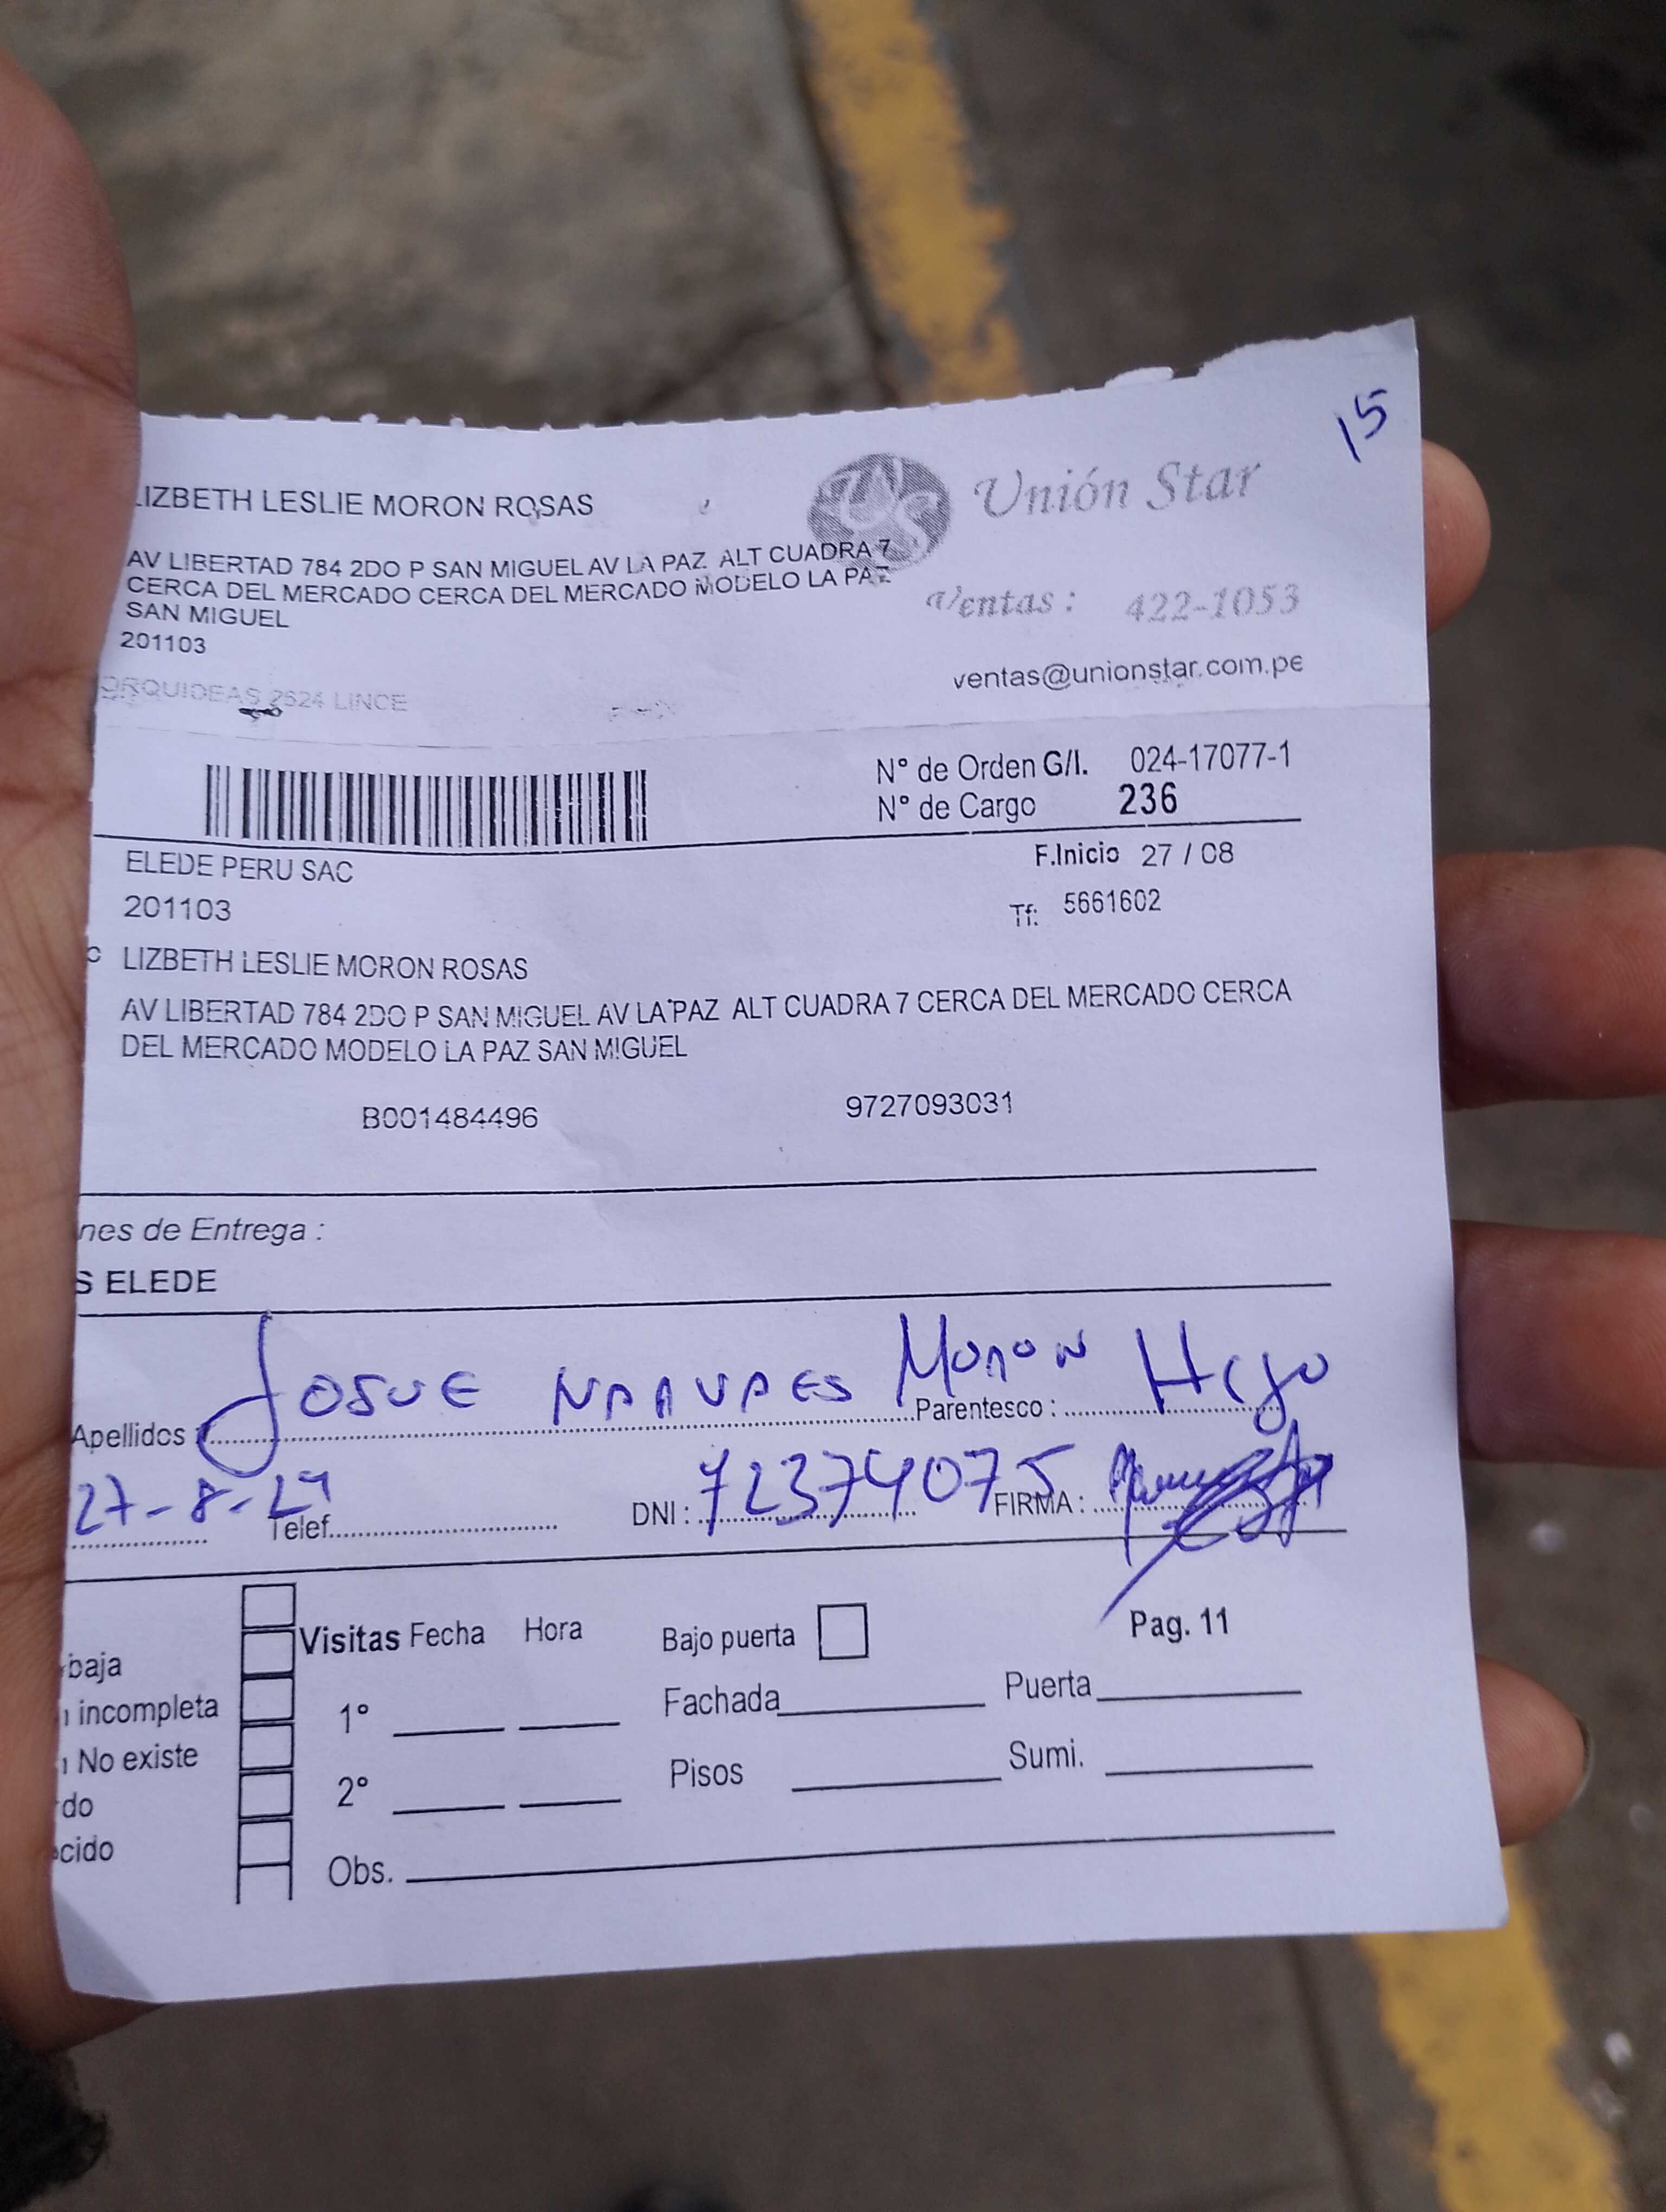 15
LIZBETH LESLIE MORON ROSAS
Unión Star
AV LIBERTAD 784 2DO P SAN MIGUEL AV LA PAZ ALT CUADRA 7
CERCA DEL MERCADO CERCA DEL MERCADO MODELO LA PAZ
SAN MIGUEL
201103
Ventas : 422-1053
ventas@unionstar.com.pe
ORQUIDEAS 2624 LINCE
N° de Orden G/I. 024-17077-1
N° de Cargo 236
ELEDE PERU SAC
F.Inicio 27 / 08
201103
Tf: 5661602
C LIZBETH LESLIE MORON ROSAS
AV LIBERTAD 784 2DO P SAN MIGUEL AV LA PAZ ALT CUADRA 7 CERCA DEL MERCADO CERCA
DEL MERCADO MODELO LA PAZ SAN MIGUEL
B001484496 9727093031
nes de Entrega :
S ELEDE
Apellidos : JOSUE MORON Parentesco : Hijo
27-8-24 Telef. DNI : 72374075 FIRMA :
Visitas Fecha Hora Bajo puerta Pag. 11
baja
incompleta 1° Fachada Puerta
No existe
do 2° Pisos Sumi.
cido
Obs.